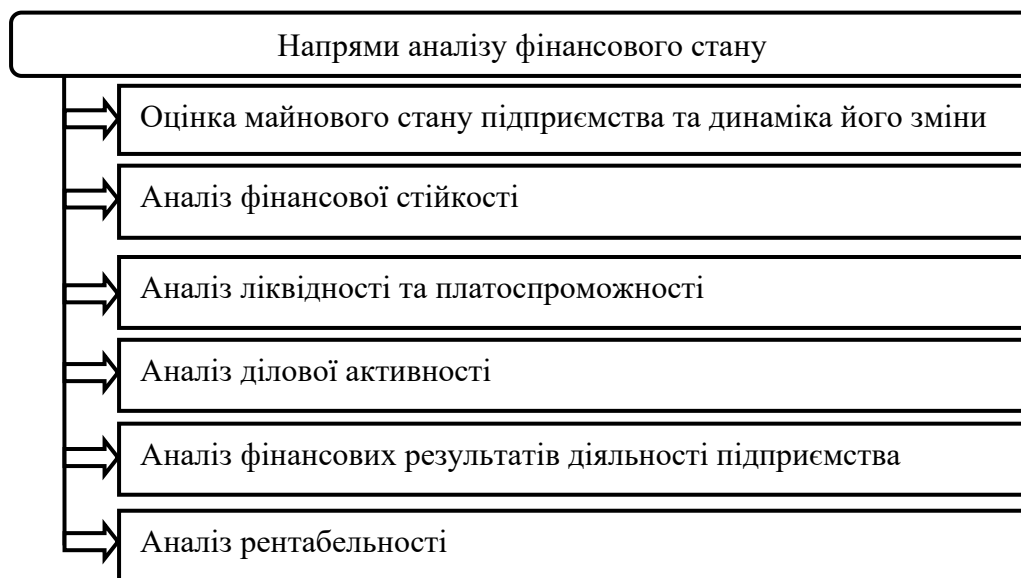 Напрями аналізу фінансового стану
Оцінка майнового стану підприємства та динаміка його зміни
Аналіз фінансової стійкості
Аналіз ліквідності та платоспроможності
Аналіз ділової активності
Аналіз фінансових результатів діяльності підприємства
Аналіз рентабельності